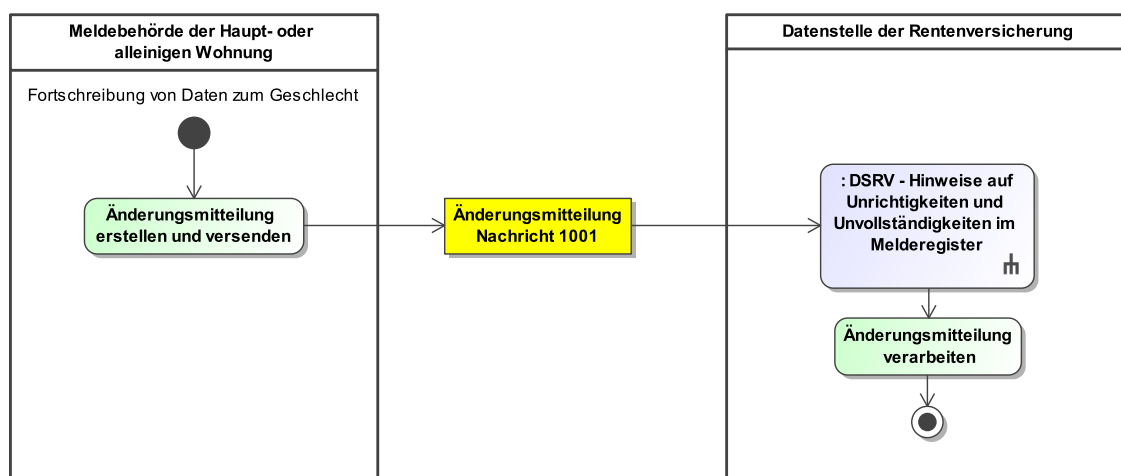 Meldebehörde der Haupt- oder
alleinigen Wohnung
Fortschreibung von Daten zum Geschlecht
Änderungsmitteilung
erstellen und versenden
Änderungsmitteilung
Nachricht 1001
Datenstelle der Rentenversicherung
: DSRV - Hinweise auf
Unrichtigkeiten und
Unvollständigkeiten im
Melderegister
Änderungsmitteilung
verarbeiten